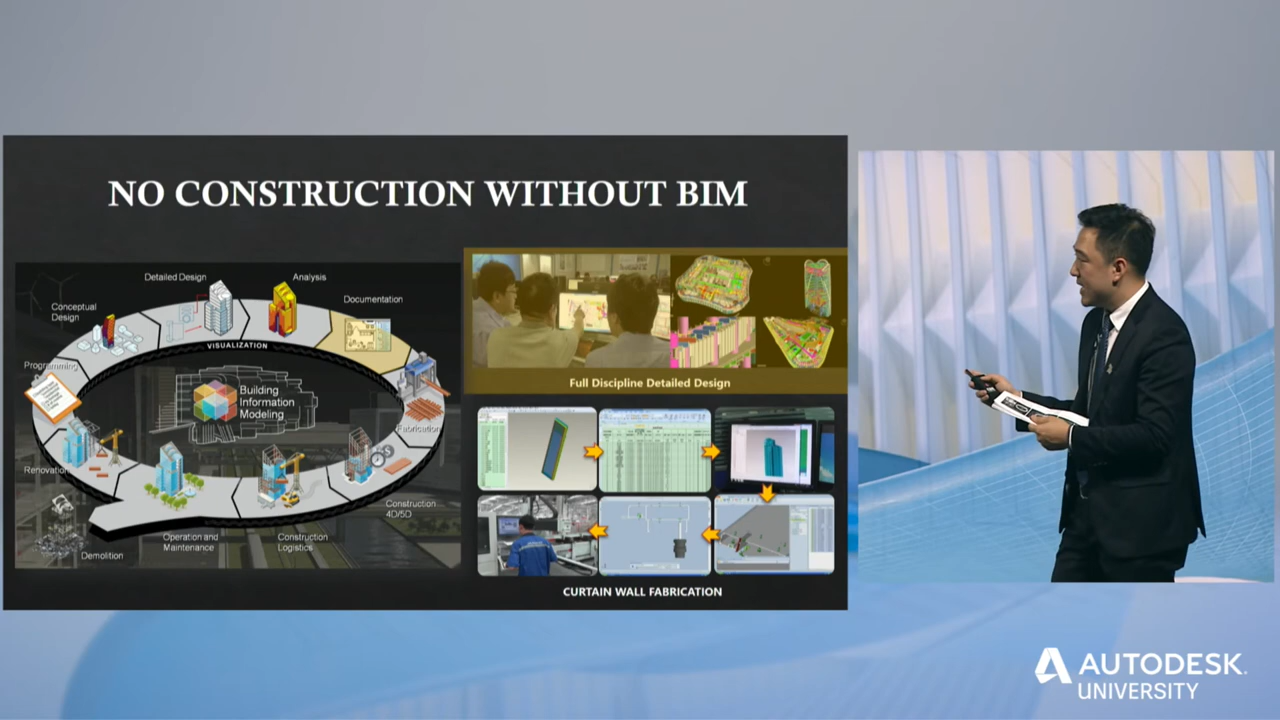 NO CONSTRUCTION WITHOUT BIM
Detailed Design
Analysis
Conceptual
Design
Documentation
VISUALIZATION
Programming
Building
Information
Modeling
Fabrication
Renovation
Construction
4D/5D
Operation and
Maintenance
Construction
Logistics
Demolition
Full Discipline Detailed Design
CURTAIN WALL FABRICATION
AUTODESK
UNIVERSITY